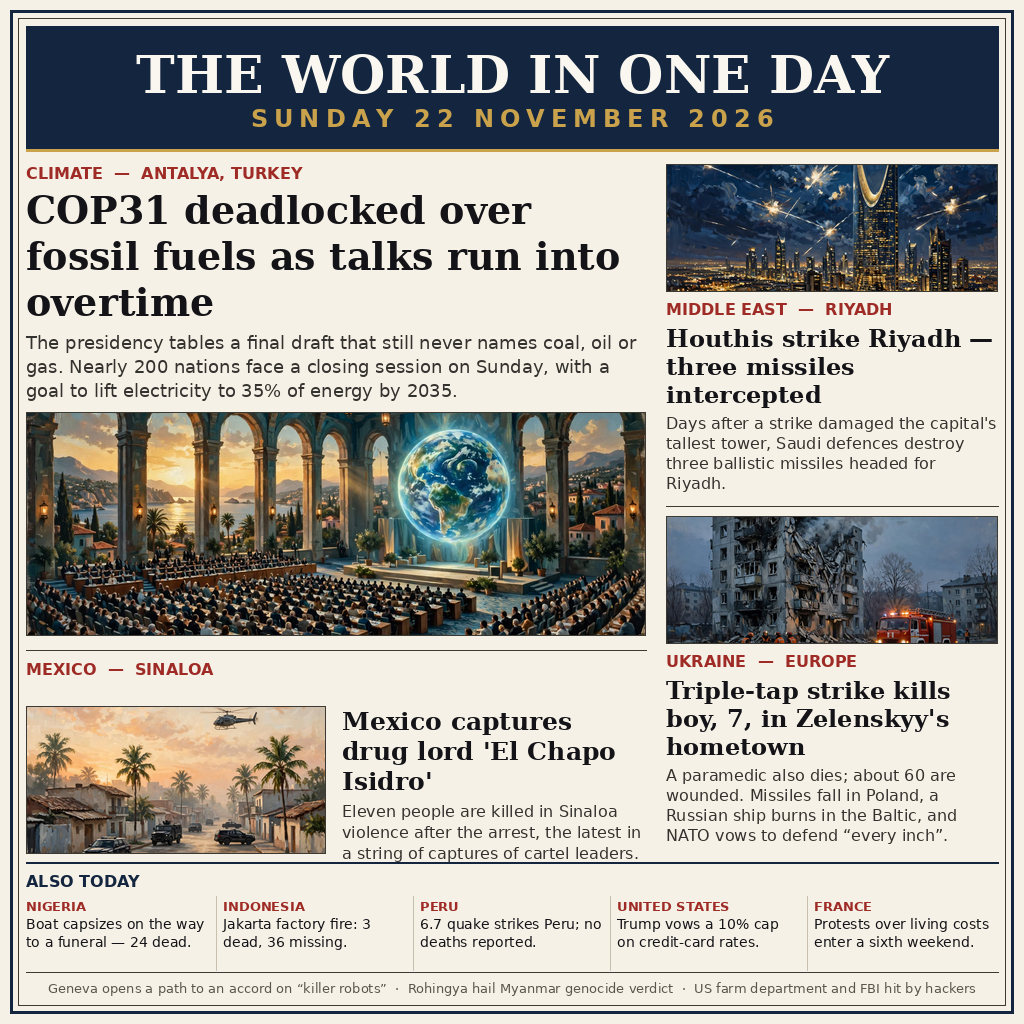 THE WORLD IN ONE DAY
SUNDAY 22 NOVEMBER 2026
CLIMATE — ANTALYA, TURKEY
COP31 deadlocked over
fossil fuels as talks run into
overtime
The presidency tables a final draft that still never names coal, oil or
gas. Nearly 200 nations face a closing session on Sunday, with a
goal to lift electricity to 35% of energy by 2035.
MEXICO — SINALOA
Mexico captures
drug lord 'El Chapo
Isidro'
Eleven people are killed in Sinaloa
violence after the arrest, the latest in
a string of captures of cartel leaders.
MIDDLE EAST — RIYADH
Houthis strike Riyadh —
three missiles
intercepted
Days after a strike damaged the capital's
tallest tower, Saudi defences destroy
three ballistic missiles headed for
Riyadh.
UKRAINE — EUROPE
Triple-tap strike kills
boy, 7, in Zelenskyy's
hometown
A paramedic also dies; about 60 are
wounded. Missiles fall in Poland, a
Russian ship burns in the Baltic, and
NATO vows to defend “every inch”.
ALSO TODAY
NIGERIA
Boat capsizes on the way
to a funeral — 24 dead.
INDONESIA
Jakarta factory fire: 3
dead, 36 missing.
PERU
6.7 quake strikes Peru; no
deaths reported.
UNITED STATES
Trump vows a 10% cap
on credit-card rates.
FRANCE
Protests over living costs
enter a sixth weekend.
Geneva opens a path to an accord on “killer robots” · Rohingya hail Myanmar genocide verdict · US farm department and FBI hit by hackers